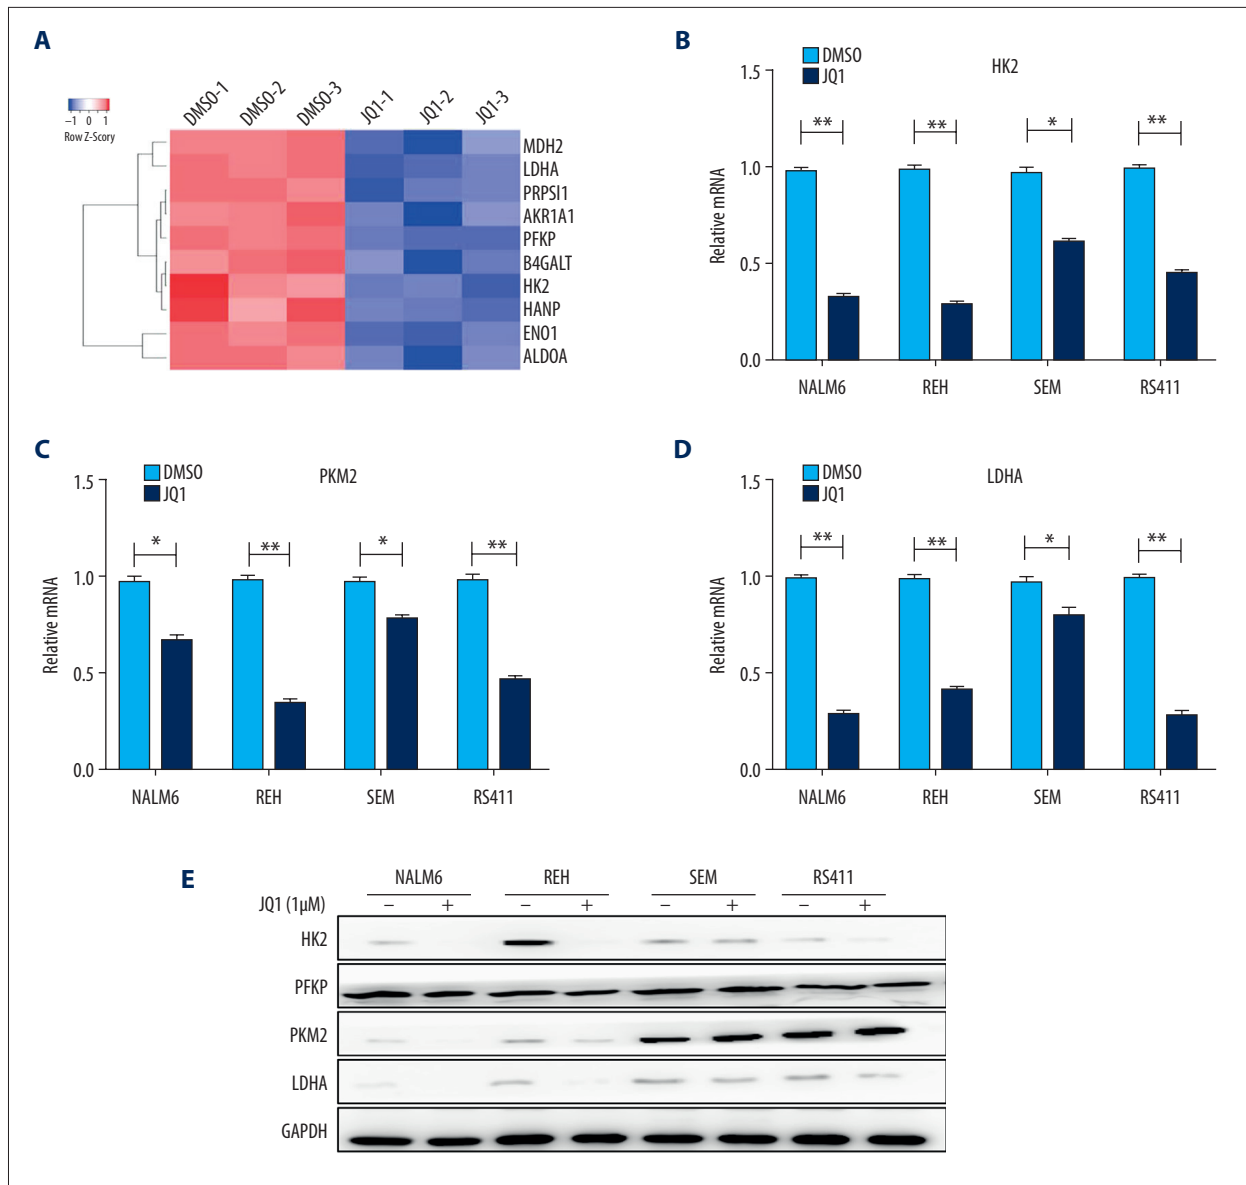 A
DMSO-1 DMSO-2 DMSO-3 JQ1-1 JQ1-2 JQ1-3
−1 0 1
Row Z-Scory
MDH2
LDHA
PRPSI1
AKR1A1
PFKP
B4GALT
HK2
HANP
ENO1
ALDOA
B
DMSO
JQ1
HK2
Relative mRNA
1.5
1.0
0.5
0.0
** ** * **
NALM6 REH SEM RS411
C
DMSO
JQ1
PKM2
Relative mRNA
1.5
1.0
0.5
0.0
* ** * **
NALM6 REH SEM RS411
D
DMSO
JQ1
LDHA
Relative mRNA
1.5
1.0
0.5
0.0
** ** * **
NALM6 REH SEM RS411
E
NALM6 REH SEM RS411
JQ1 (1µM) − + − + − + − +
HK2
PFKP
PKM2
LDHA
GAPDH